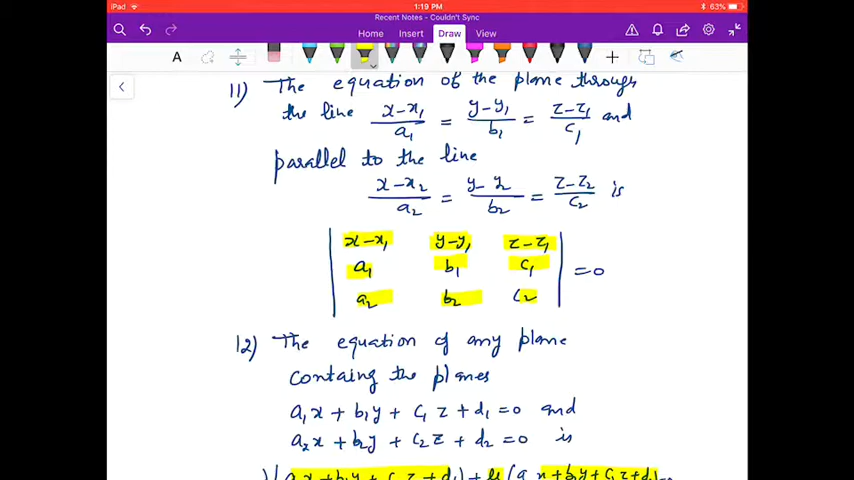 iPad
1:19 PM
63%
Recent Notes - Couldn't Sync
Home Insert Draw View
A
11) The equation of the plane through
the line x-x₁/a₁ = y-y₁/b₁ = z-z₁/c₁ and
parallel to the line
x-x₂/a₂ = y-y₂/b₂ = z-z₂/c₂ is
| x-x₁ y-y₁ z-z₁ |
| a₁ b₁ c₁ | =0
| a₂ b₂ c₂ |
12) The equation of any plane
containg the planes
a₁x + b₁y + c₁z + d₁ =0 and
a₂x + b₂y + c₂z + d₂ =0 is